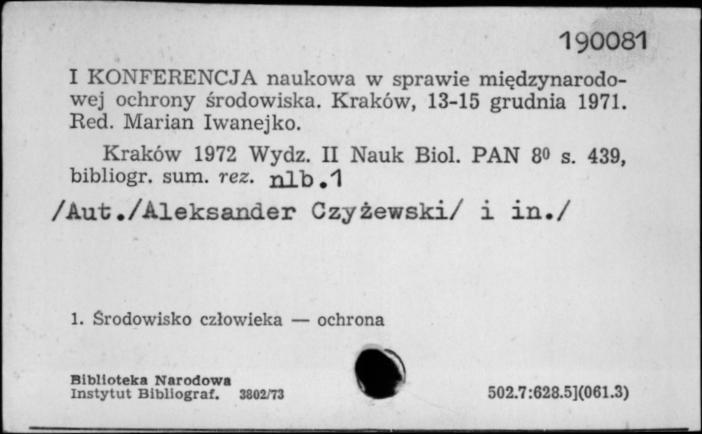 190081
I KONFERENCJA naukowa w sprawie międzynarodo-
wej ochrony środowiska. Kraków, 13-15 grudnia 1971.
Red. Marian Iwanejko.
Kraków 1972 Wydz. II Nauk Biol. PAN 8⁰ s. 439,
bibliogr. sum. rez. nlb.1
/Aut./Aleksander Czyżewski/ i in./
1. Środowisko człowieka — ochrona
Biblioteka Narodowa
Instytut Bibliograf. 3802/73
502.7:628.5](061.3)